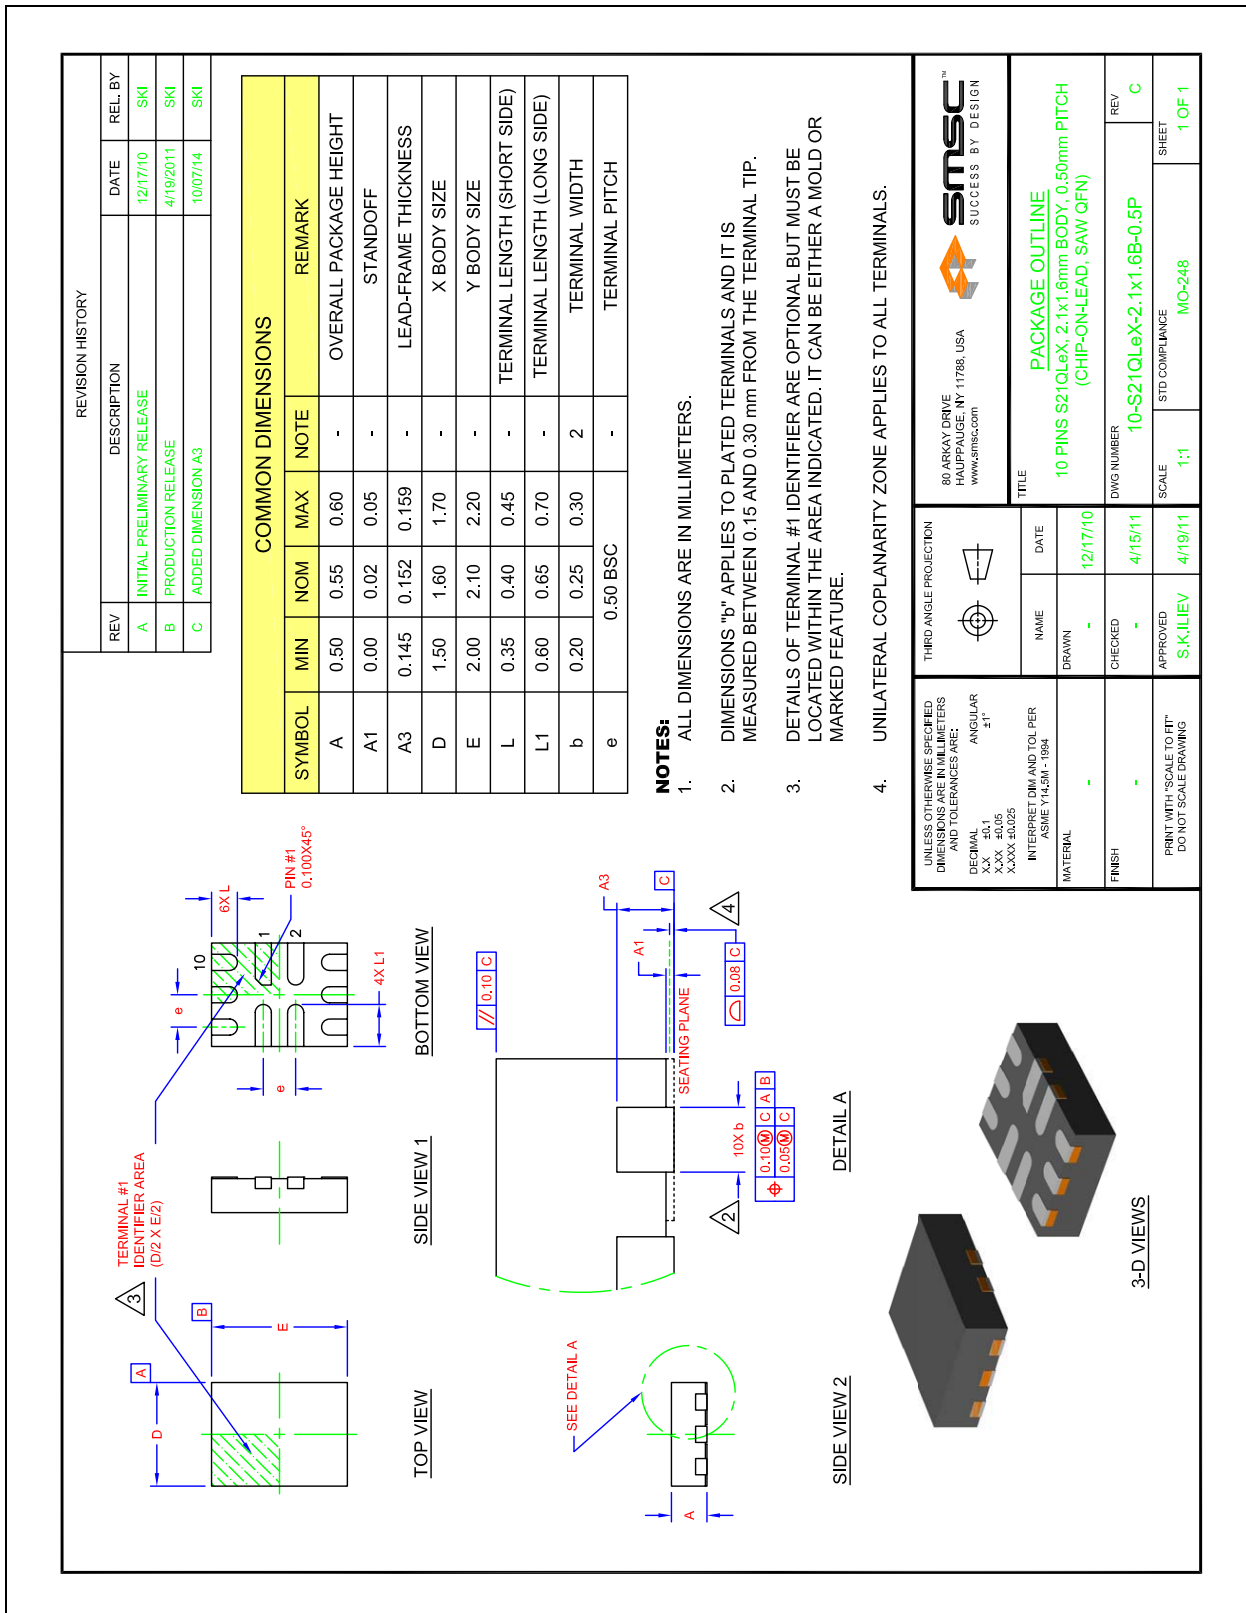 REVISION HISTORY
REV DESCRIPTION DATE REL. BY
A INITIAL PRELIMINARY RELEASE 12/17/10 SKI
B PRODUCTION RELEASE 4/19/2011 SKI
C ADDED DIMENSION A3 10/07/14 SKI
TERMINAL #1
IDENTIFIER AREA
(D/2 X E/2)
3
A
B
D
E
TOP VIEW
SIDE VIEW 1
e
e
10
1
2
6X L
PIN #1
0.100X45°
4X L1
BOTTOM VIEW
SEE DETAIL A
A
SIDE VIEW 2
// 0.10 C
A3
A1
C
SEATING PLANE
4
0.08 C
2
10X b
⌖ 0.10Ⓜ C A B
0.05Ⓜ C
DETAIL A
3-D VIEWS
COMMON DIMENSIONS
SYMBOL MIN NOM MAX NOTE REMARK
A 0.50 0.55 0.60 - OVERALL PACKAGE HEIGHT
A1 0.00 0.02 0.05 - STANDOFF
A3 0.145 0.152 0.159 - LEAD-FRAME THICKNESS
D 1.50 1.60 1.70 - X BODY SIZE
E 2.00 2.10 2.20 - Y BODY SIZE
L 0.35 0.40 0.45 - TERMINAL LENGTH (SHORT SIDE)
L1 0.60 0.65 0.70 - TERMINAL LENGTH (LONG SIDE)
b 0.20 0.25 0.30 2 TERMINAL WIDTH
e 0.50 BSC - TERMINAL PITCH
NOTES:
1. ALL DIMENSIONS ARE IN MILLIMETERS.
2. DIMENSIONS "b" APPLIES TO PLATED TERMINALS AND IT IS
MEASURED BETWEEN 0.15 AND 0.30 mm FROM THE TERMINAL TIP.
3. DETAILS OF TERMINAL #1 IDENTIFIER ARE OPTIONAL BUT MUST BE
LOCATED WITHIN THE AREA INDICATED. IT CAN BE EITHER A MOLD OR
MARKED FEATURE.
4. UNILATERAL COPLANARITY ZONE APPLIES TO ALL TERMINALS.
UNLESS OTHERWISE SPECIFIED
DIMENSIONS ARE IN MILLIMETERS
AND TOLERANCES ARE:
DECIMAL ANGULAR
X.X ±0.1 ±1°
X.XX ±0.05
X.XXX ±0.025
INTERPRET DIM AND TOL PER
ASME Y14.5M - 1994
MATERIAL
-
FINISH
-
PRINT WITH "SCALE TO FIT"
DO NOT SCALE DRAWING
THIRD ANGLE PROJECTION
NAME DATE
DRAWN
- 12/17/10
CHECKED
- 4/15/11
APPROVED
S.K.ILIEV 4/19/11
80 ARKAY DRIVE
HAUPPAUGE, NY 11788, USA
www.smsc.com
smsc™
SUCCESS BY DESIGN
TITLE
PACKAGE OUTLINE
10 PINS S21QLeX, 2.1x1.6mm BODY, 0.50mm PITCH
(CHIP-ON-LEAD, SAW QFN)
DWG NUMBER
10-S21QLeX-2.1x1.6B-0.5P
REV
C
SCALE
1:1
STD COMPLIANCE
MO-248
SHEET
1 OF 1